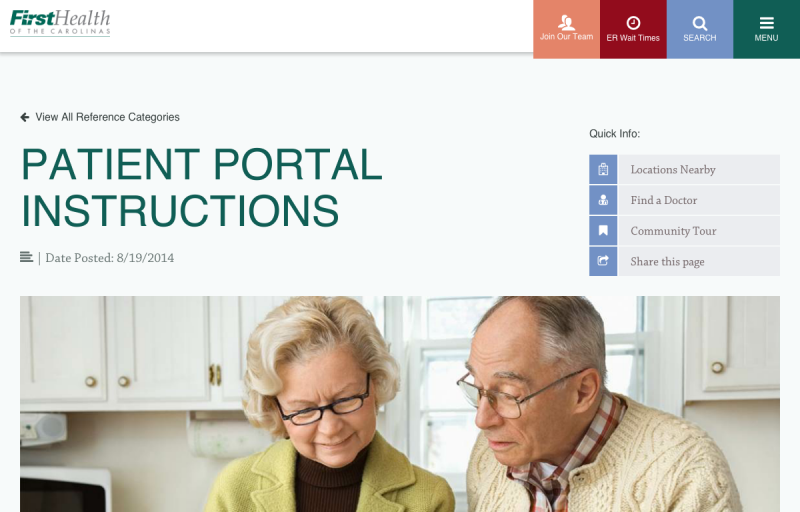 FirstHealth
OF THE CAROLINAS
Join Our Team
ER Wait Times
SEARCH
MENU
View All Reference Categories
PATIENT PORTAL
INSTRUCTIONS
| Date Posted: 8/19/2014
Quick Info:
Locations Nearby
Find a Doctor
Community Tour
Share this page